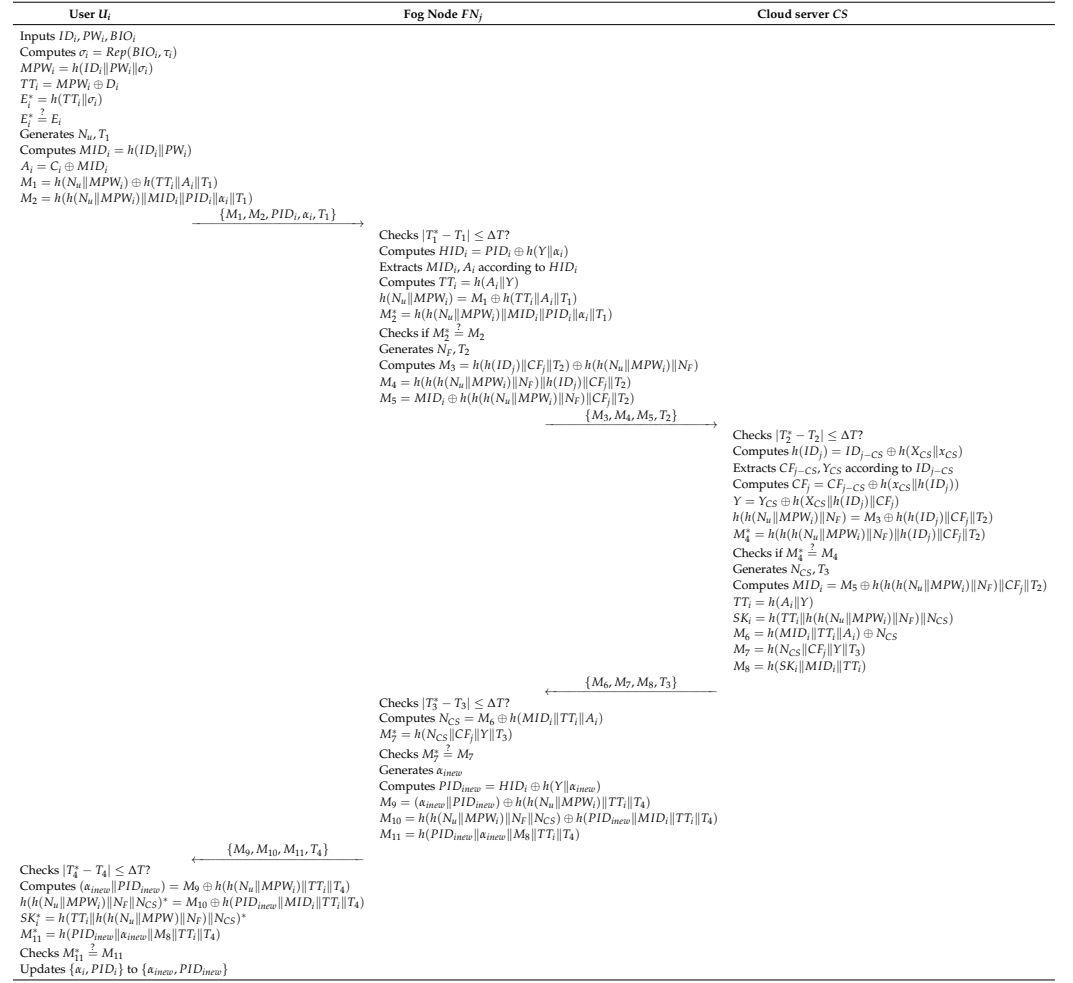 User U_i Fog Node FN_j Cloud server CS
Inputs ID_i, PW_i, BIO_i
Computes σ_i = Rep(BIO_i, τ_i)
MPW_i = h(ID_i‖PW_i‖σ_i)
TT_i = MPW_i ⊕ D_i
E_i^* = h(TT_i‖σ_i)
E_i^* ≟ E_i
Generates N_u, T_1
Computes MID_i = h(ID_i‖PW_i)
A_i = C_i ⊕ MID_i
M_1 = h(N_u‖MPW_i) ⊕ h(TT_i‖A_i‖T_1)
M_2 = h(h(N_u‖MPW_i)‖MID_i‖PID_i‖α_i‖T_1)
{M_1, M_2, PID_i, α_i, T_1}
Checks |T_1^* − T_1| ≤ ΔT?
Computes HID_i = PID_i ⊕ h(Y‖α_i)
Extracts MID_i, A_i according to HID_i
Computes TT_i = h(A_i‖Y)
h(N_u‖MPW_i) = M_1 ⊕ h(TT_i‖A_i‖T_1)
M_2^* = h(h(N_u‖MPW_i)‖MID_i‖PID_i‖α_i‖T_1)
Checks if M_2^* ≟ M_2
Generates N_F, T_2
Computes M_3 = h(h(ID_j)‖CF_j‖T_2) ⊕ h(h(N_u‖MPW_i)‖N_F)
M_4 = h(h(h(N_u‖MPW_i)‖N_F)‖h(ID_j)‖CF_j‖T_2)
M_5 = MID_i ⊕ h(h(h(N_u‖MPW_i)‖N_F)‖CF_j‖T_2)
{M_3, M_4, M_5, T_2}
Checks |T_2^* − T_2| ≤ ΔT?
Computes h(ID_j) = ID_{j−CS} ⊕ h(X_{CS}‖x_{CS})
Extracts CF_{j−CS}, Y_{CS} according to ID_{j−CS}
Computes CF_j = CF_{j−CS} ⊕ h(x_{CS}‖h(ID_j))
Y = Y_{CS} ⊕ h(X_{CS}‖h(ID_j)‖CF_j)
h(h(N_u‖MPW_i)‖N_F) = M_3 ⊕ h(h(ID_j)‖CF_j‖T_2)
M_4^* = h(h(h(N_u‖MPW_i)‖N_F)‖h(ID_j)‖CF_j‖T_2)
Checks if M_4^* ≟ M_4
Generates N_{CS}, T_3
Computes MID_i = M_5 ⊕ h(h(h(N_u‖MPW_i)‖N_F)‖CF_j‖T_2)
TT_i = h(A_i‖Y)
SK_i = h(TT_i‖h(h(N_u‖MPW_i)‖N_F)‖N_{CS})
M_6 = h(MID_i‖TT_i‖A_i) ⊕ N_{CS}
M_7 = h(N_{CS}‖CF_j‖Y‖T_3)
M_8 = h(SK_i‖MID_i‖TT_i)
{M_6, M_7, M_8, T_3}
Checks |T_3^* − T_3| ≤ ΔT?
Computes N_{CS} = M_6 ⊕ h(MID_i‖TT_i‖A_i)
M_7^* = h(N_{CS}‖CF_j‖Y‖T_3)
Checks M_7^* ≟ M_7
Generates α_{inew}
Computes PID_{inew} = HID_i ⊕ h(Y‖α_{inew})
M_9 = (α_{inew}‖PID_{inew}) ⊕ h(h(N_u‖MPW_i)‖TT_i‖T_4)
M_{10} = h(h(N_u‖MPW_i)‖N_F‖N_{CS}) ⊕ h(PID_{inew}‖MID_i‖TT_i‖T_4)
M_{11} = h(PID_{inew}‖α_{inew}‖M_8‖TT_i‖T_4)
{M_9, M_{10}, M_{11}, T_4}
Checks |T_4^* − T_4| ≤ ΔT?
Computes (α_{inew}‖PID_{inew}) = M_9 ⊕ h(h(N_u‖MPW_i)‖TT_i‖T_4)
h(h(N_u‖MPW_i)‖N_F‖N_{CS})^* = M_{10} ⊕ h(PID_{inew}‖MID_i‖TT_i‖T_4)
SK_i^* = h(TT_i‖h(h(N_u‖MPW)‖N_F)‖N_{CS})^*
M_{11}^* = h(PID_{inew}‖α_{inew}‖M_8‖TT_i‖T_4)
Checks M_{11}^* ≟ M_{11}
Updates {α_i, PID_i} to {α_{inew}, PID_{inew}}